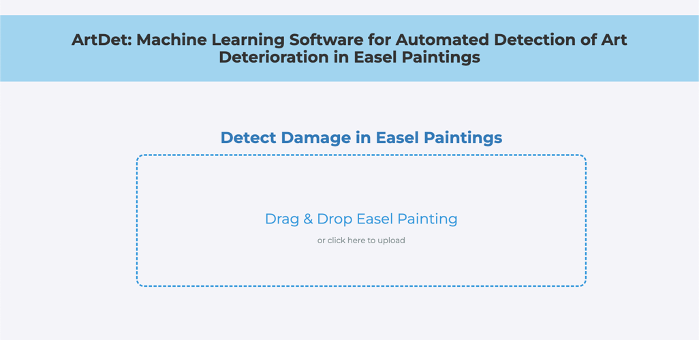 ArtDet: Machine Learning Software for Automated Detection of Art
Deterioration in Easel Paintings
Detect Damage in Easel Paintings
Drag & Drop Easel Painting
or click here to upload